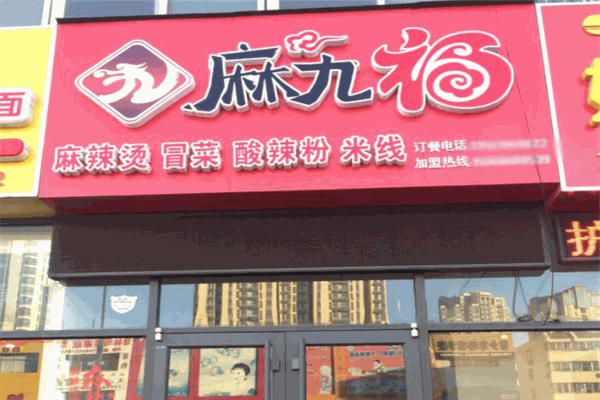 麻九福
麻辣烫 冒菜 酸辣粉 米线
订餐电话
加盟热线
面
护